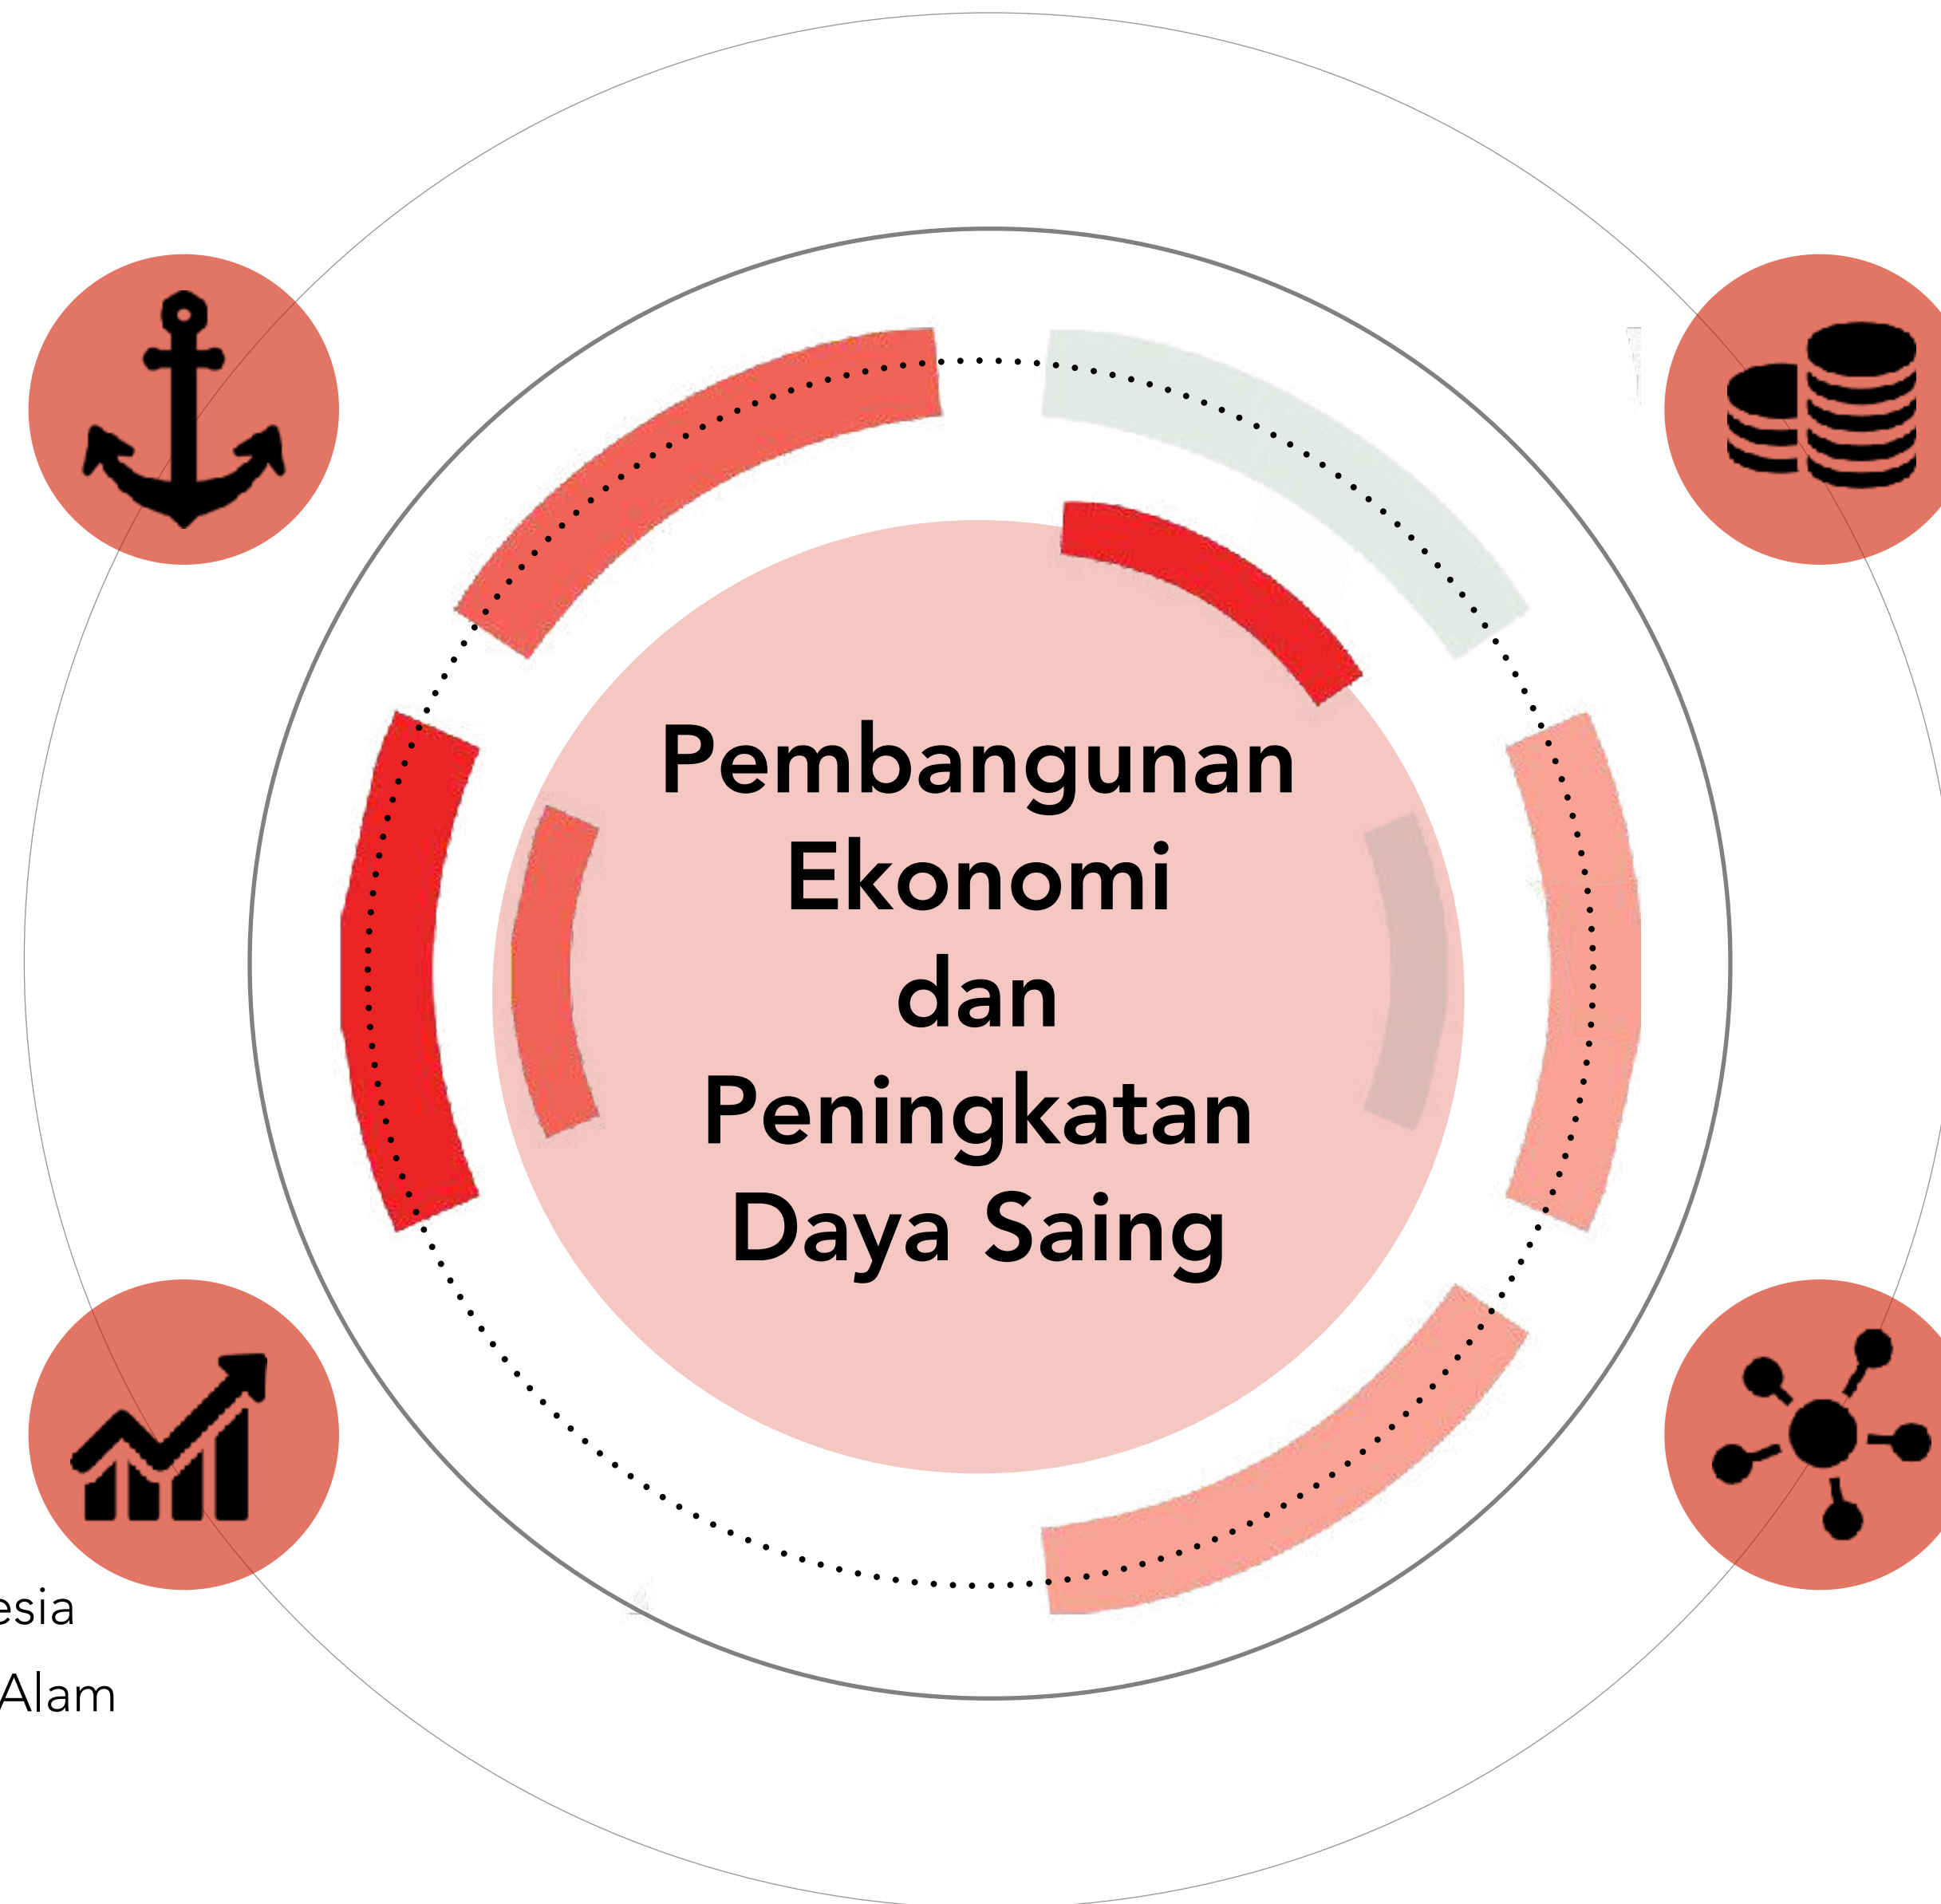 Pembangunan
Ekonomi
dan
Peningkatan
Daya Saing
esia
Alam